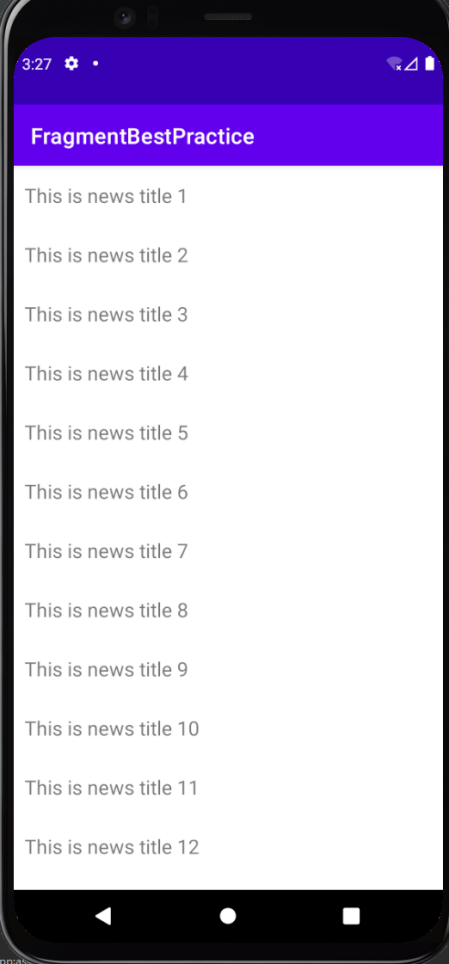 3:27
FragmentBestPractice
This is news title 1
This is news title 2
This is news title 3
This is news title 4
This is news title 5
This is news title 6
This is news title 7
This is news title 8
This is news title 9
This is news title 10
This is news title 11
This is news title 12